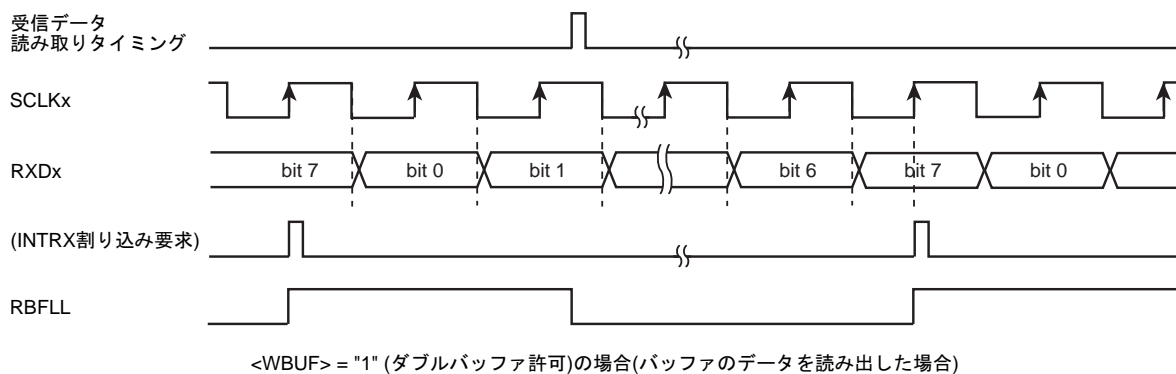 受信データ
読み取りタイミング
SCLKx
RXDx
bit 7
bit 0
bit 1
bit 6
bit 7
bit 0
(INTRX割り込み要求)
RBFLL
<WBUF> = "1" (ダブルバッファ許可)の場合(バッファのデータを読み出した場合)